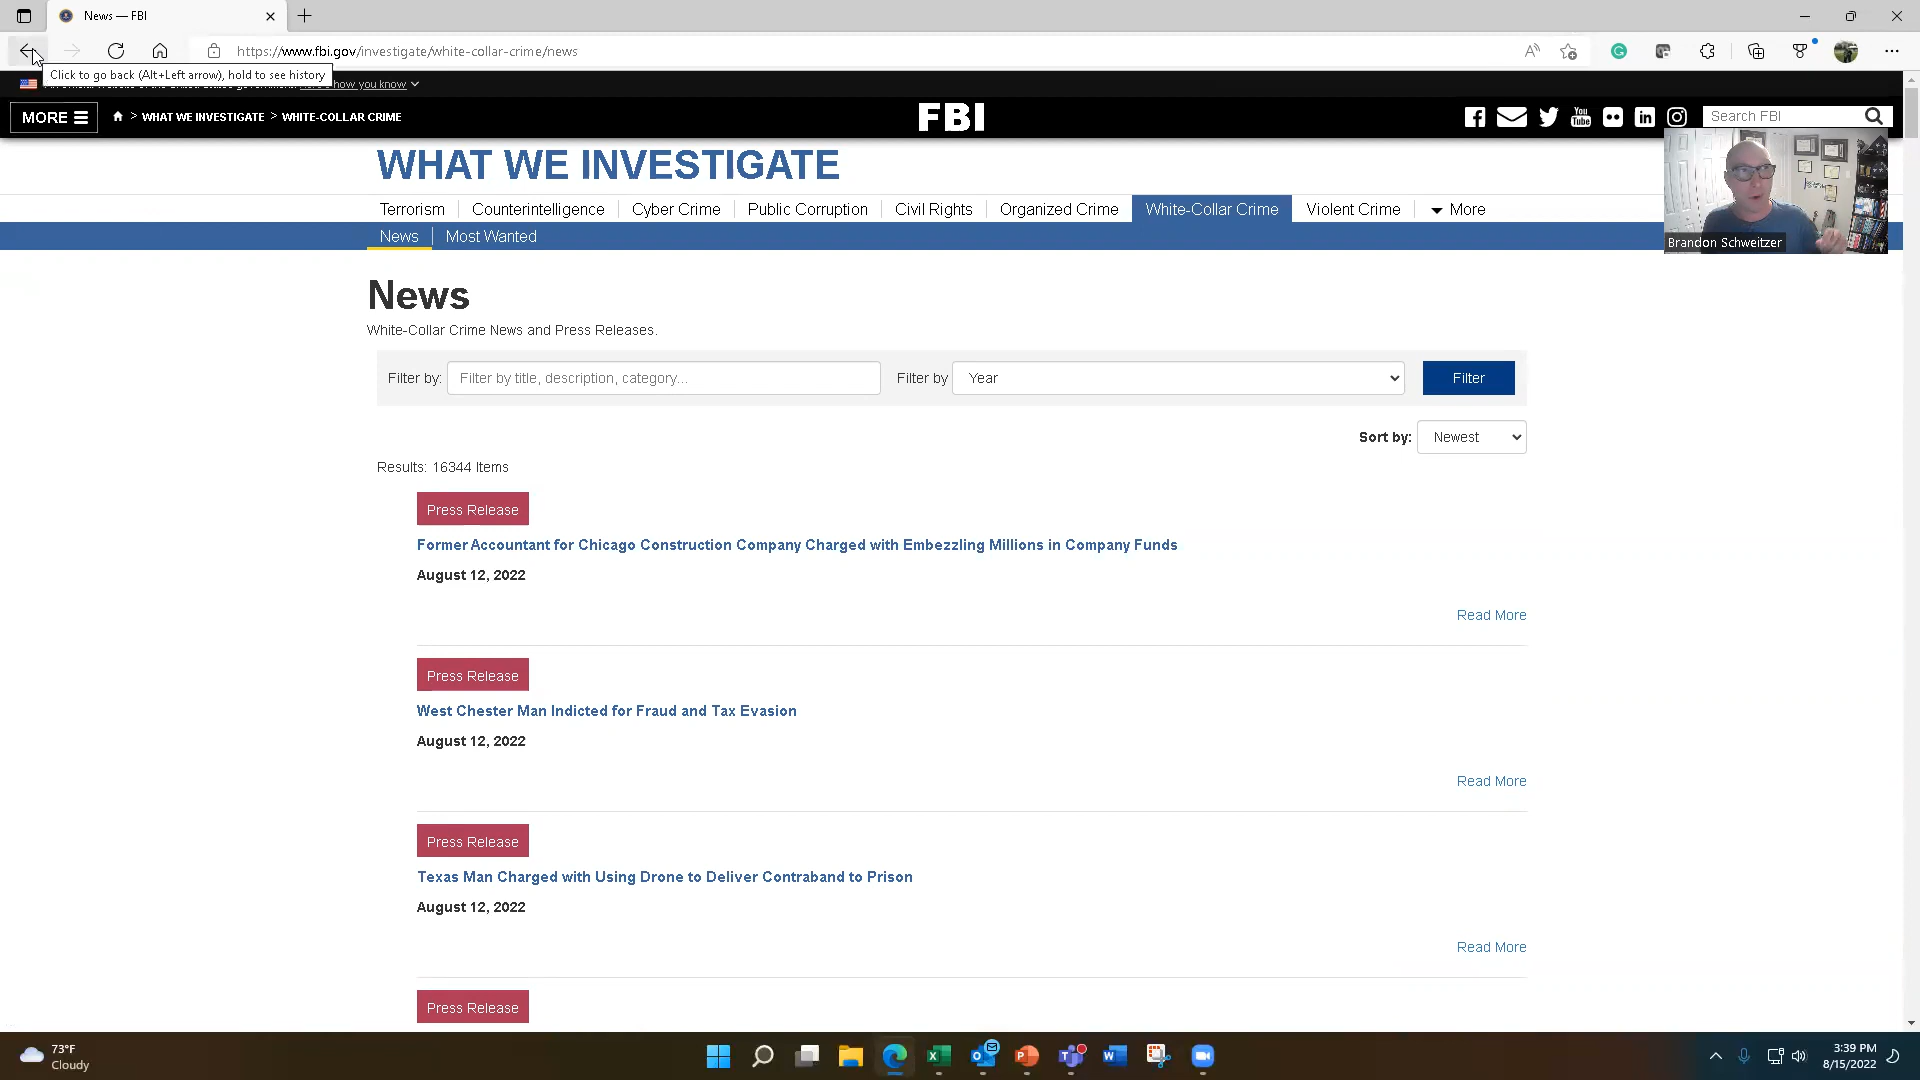 News — FBI
https://www.fbi.gov/investigate/white-collar-crime/news
Click to go back (Alt+Left arrow), hold to see history
how you know
MORE
> WHAT WE INVESTIGATE > WHITE-COLLAR CRIME
FBI
You Tube
in
Search FBI
WHAT WE INVESTIGATE
Terrorism Counterintelligence Cyber Crime Public Corruption Civil Rights Organized Crime White-Collar Crime Violent Crime More
News Most Wanted
Brandon Schweitzer
News
White-Collar Crime News and Press Releases.
Filter by: Filter by title, description, category... Filter by Year Filter
Sort by: Newest
Results: 16344 Items
Press Release
Former Accountant for Chicago Construction Company Charged with Embezzling Millions in Company Funds
August 12, 2022
Read More
Press Release
West Chester Man Indicted for Fraud and Tax Evasion
August 12, 2022
Read More
Press Release
Texas Man Charged with Using Drone to Deliver Contraband to Prison
August 12, 2022
Read More
Press Release
73°F
Cloudy
3:39 PM
8/15/2022